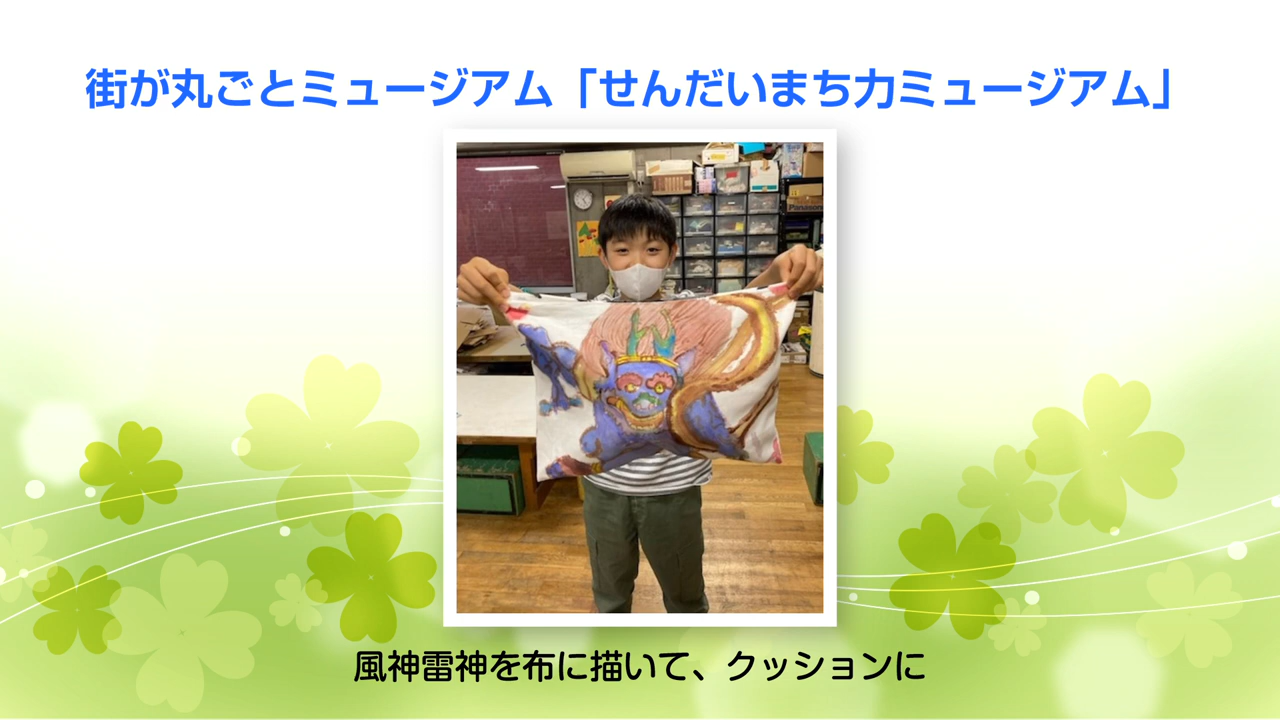 街が丸ごとミュージアム「せんだいまち力ミュージアム」
Panasonic
風神雷神を布に描いて、クッションに